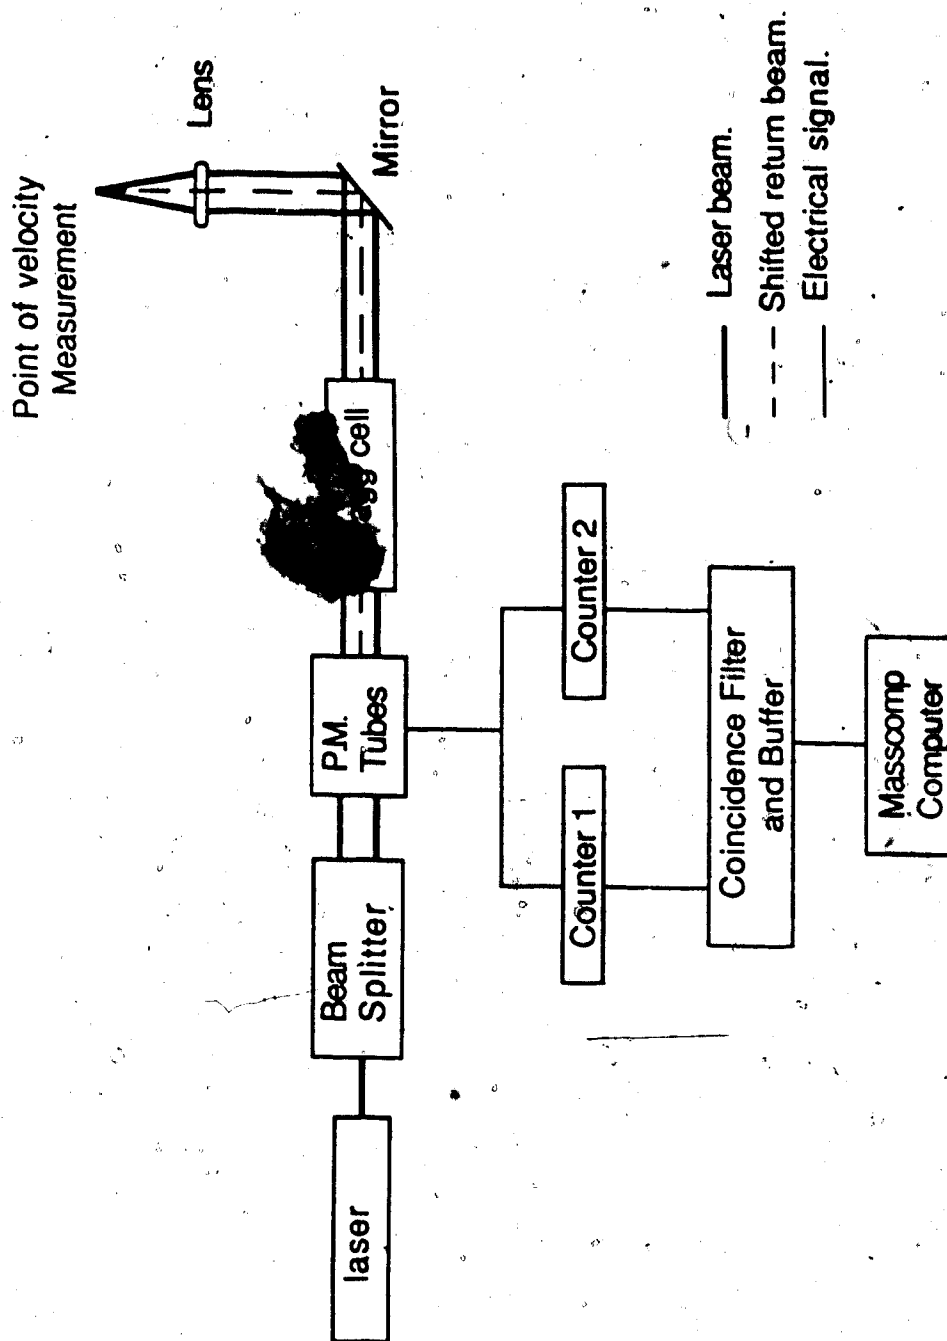 Point of velocity
Measurement
Lens
Mirror
cell
P.M.
Tubes
Beam
Splitter
laser
Counter 1
Counter 2
Coincidence Filter
and Buffer
Masscomp
Computer
Laser beam.
Shifted return beam.
Electrical signal.